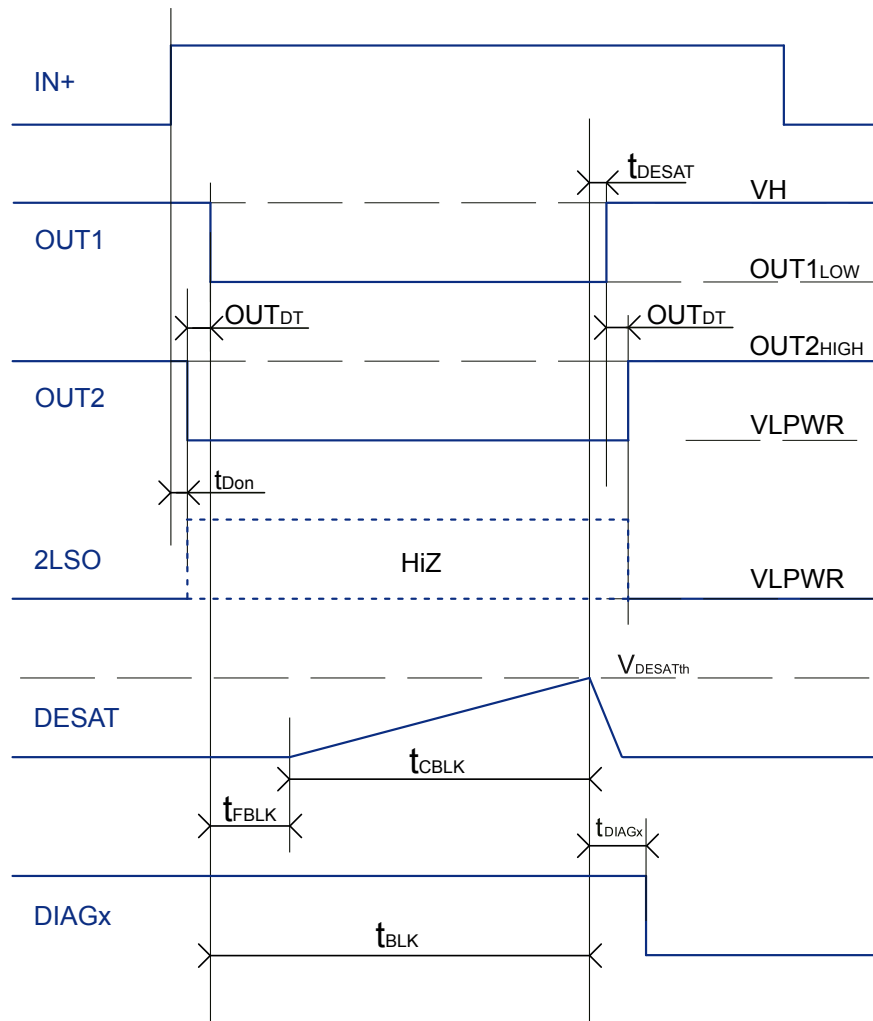 IN+
tDESAT
VH
OUT1
OUT1LOW
OUTDT
OUTDT
OUT2HIGH
OUT2
VLPWR
tDon
2LSO
HiZ
VLPWR
VDESATth
DESAT
tCBLK
tFBLK
tDIAGx
DIAGx
tBLK